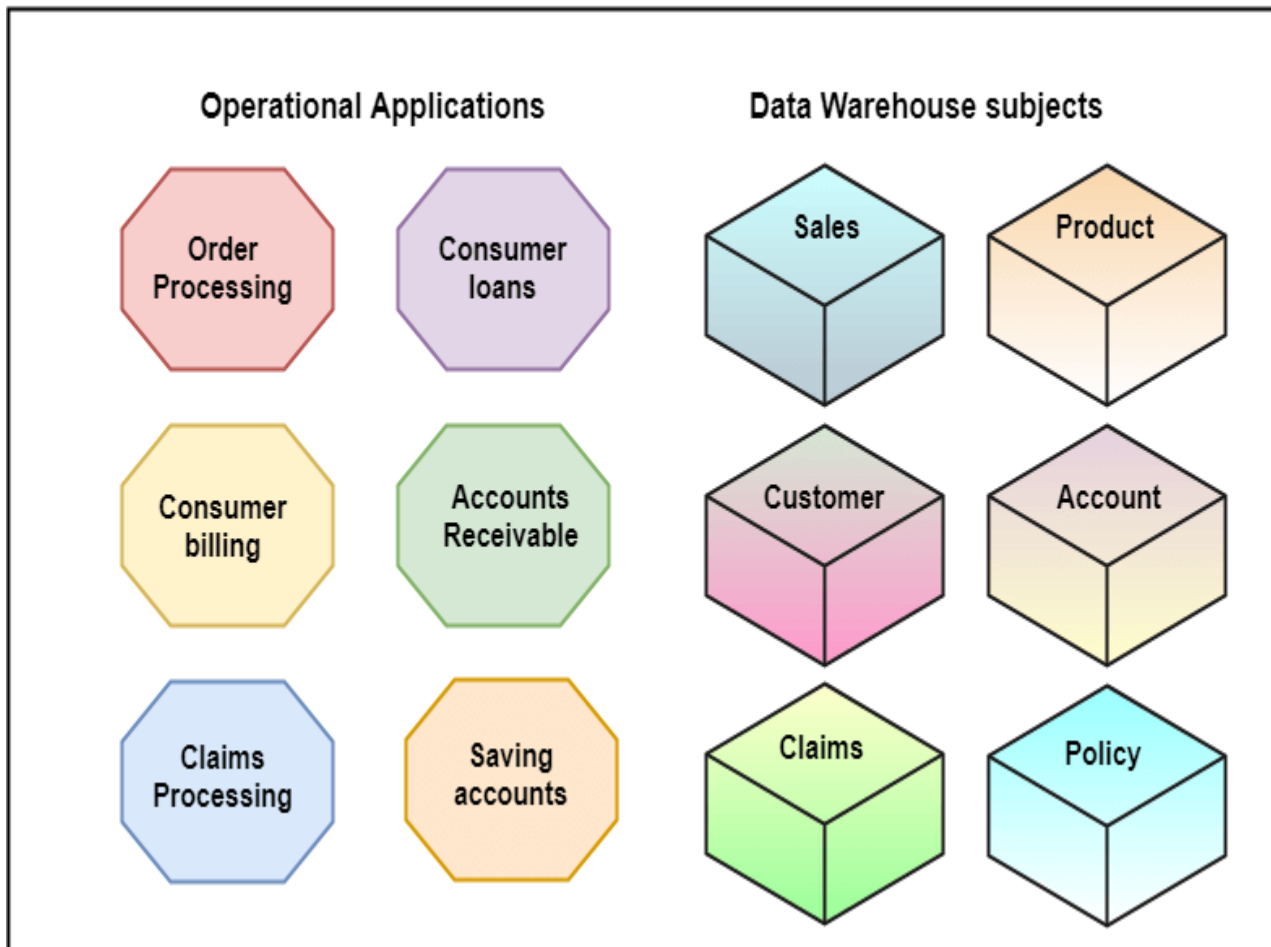 Operational Applications
Data Warehouse subjects
Order
Processing
Consumer
loans
Sales
Product
Consumer
billing
Accounts
Receivable
Customer
Account
Claims
Processing
Saving
accounts
Claims
Policy